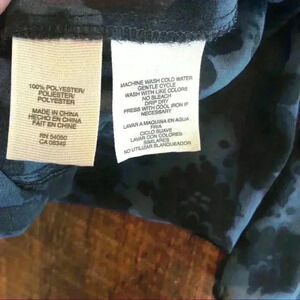 100% POLYESTER/
POLIESTER/
POLYESTER
MADE IN CHINA
HECHO EN CHINA
FAIT EN CHINE
RN 54050
CA 08349
MACHINE WASH COLD WATER
GENTLE CYCLE
WASH WITH LIKE COLORS
NO BLEACH
DRIP DRY
PRESS WITH COOL IRON IF
NECESSARY
LAVAR A MAQUINA EN AGUA
FRIA
CICLO SUAVE
LAVAR CON COLORES
SIMILARES
NO UTILIZAR BLANQUEADOR